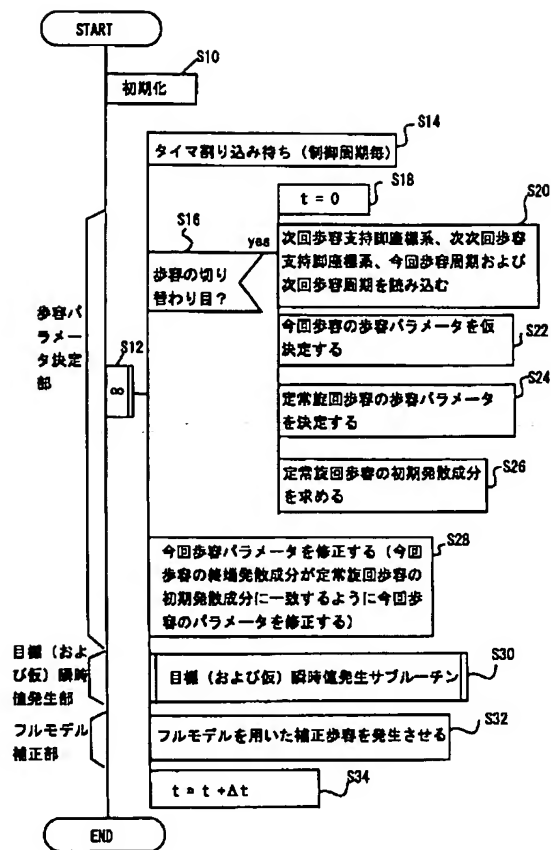 START
S10
初期化
S14
タイマ割り込み待ち (制御周期毎)
S18
t = 0
S20
S16
yes
次回歩容支持脚座標系、次次回歩容
支持脚座標系、今回歩容周期および
次回歩容周期を読み込む
歩容の切り
替わり目?
S22
今回歩容の歩容パラメータを仮
決定する
歩容パ
ラメー
タ決定
部
S12
∞
S24
定常旋回歩容の歩容パラメータ
を決定する
S26
定常旋回歩容の初期発散成分
を求める
S28
今回歩容パラメータを修正する (今回
歩容の終端発散成分が定常旋回歩容の
初期発散成分に一致するように今回歩
容のパラメータを修正する)
目標 (およ
び仮) 瞬時
値発生部
S30
目標 (および仮) 瞬時値発生サブルーチン
フルモデル
補正部
S32
フルモデルを用いた補正歩容を発生させる
S34
t = t +Δt
END